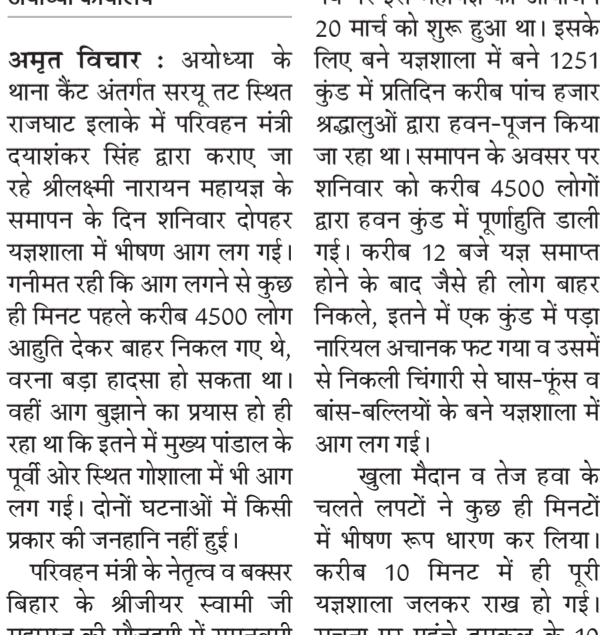 अमृत विचार : अयोध्या के
थाना कैंट अंतर्गत सरयू तट स्थित
राजघाट इलाके में परिवहन मंत्री
दयाशंकर सिंह द्वारा कराए जा
रहे श्रीलक्ष्मी नारायण महायज्ञ के
समापन के दिन शनिवार दोपहर
यज्ञशाला में भीषण आग लग गई।
गनीमत रही कि आग लगने से कुछ
ही मिनट पहले करीब 4500 लोग
आहुति देकर बाहर निकल गए थे,
वरना बड़ा हादसा हो सकता था।
वहीं आग बुझाने का प्रयास हो ही
रहा था कि इतने में मुख्य पांडाल के
पूर्वी ओर स्थित गोशाला में भी आग
लग गई। दोनों घटनाओं में किसी
प्रकार की जनहानि नहीं हुई।
परिवहन मंत्री के नेतृत्व व बक्सर
बिहार के श्रीजीयर स्वामी जी
20 मार्च को शुरू हुआ था। इसके
लिए बने यज्ञशाला में बने 1251
कुंड में प्रतिदिन करीब पांच हजार
श्रद्धालुओं द्वारा हवन-पूजन किया
जा रहा था। समापन के अवसर पर
शनिवार को करीब 4500 लोगों
द्वारा हवन कुंड में पूर्णाहुति डाली
गई। करीब 12 बजे यज्ञ समाप्त
होने के बाद जैसे ही लोग बाहर
निकले, इतने में एक कुंड में पड़ा
नारियल अचानक फट गया व उसमें
से निकली चिंगारी से घास-फूंस व
बांस-बल्लियों के बने यज्ञशाला में
आग लग गई।
खुला मैदान व तेज हवा के
चलते लपटों ने कुछ ही मिनटों
में भीषण रूप धारण कर लिया।
करीब 10 मिनट में ही पूरी
यज्ञशाला जलकर राख हो गई।